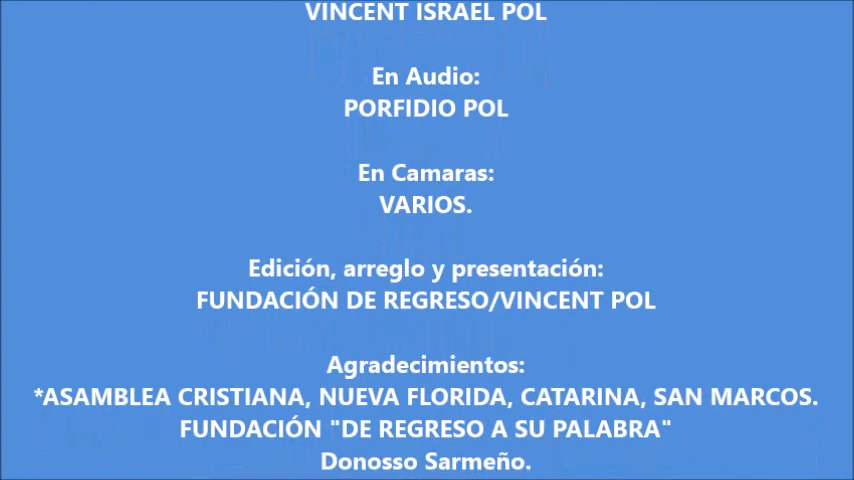 VINCENT ISRAEL POL
En Audio:
PORFIDIO POL
En Camaras:
VARIOS.
Edición, arreglo y presentación:
FUNDACIÓN DE REGRESO/VINCENT POL
Agradecimientos:
*ASAMBLEA CRISTIANA, NUEVA FLORIDA, CATARINA, SAN MARCOS.
FUNDACIÓN "DE REGRESO A SU PALABRA"
Donosso Sarmeño.